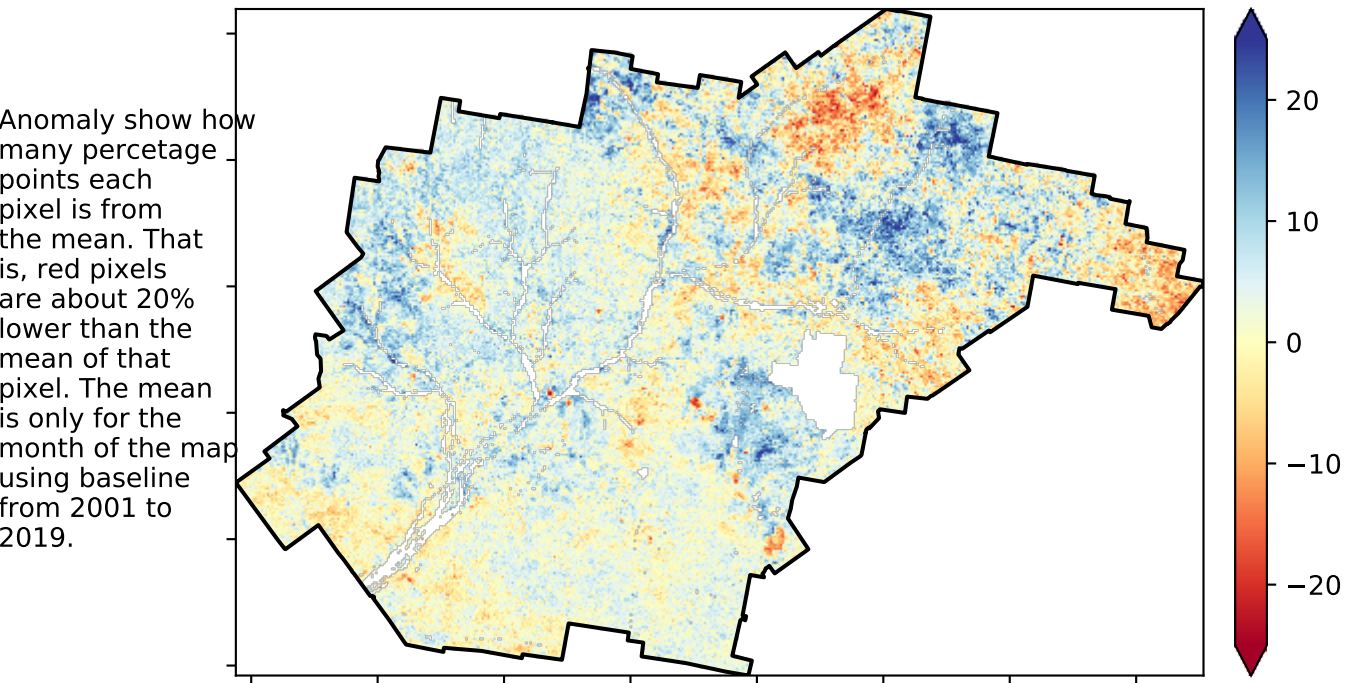 Anomaly show how
many percetage
points each
pixel is from
the mean. That
is, red pixels
are about 20%
lower than the
mean of that
pixel. The mean
is only for the
month of the map
using baseline
from 2001 to
2019.
20
10
0
−10
−20